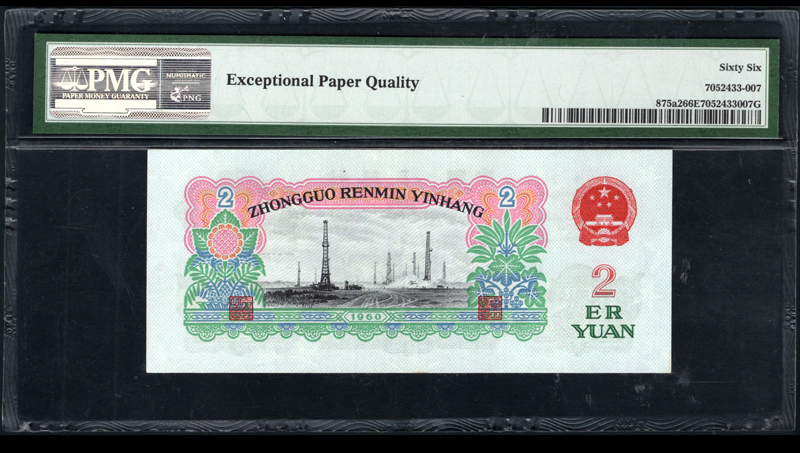 PMG
PAPER MONEY GUARANTY
NUMISMATIC
PNG
Exceptional Paper Quality
Sixty Six
7052433-007
875a266E7052433007G
2
2
ZHONGGUO RENMIN YINHANG
1960
2
ER
YUAN